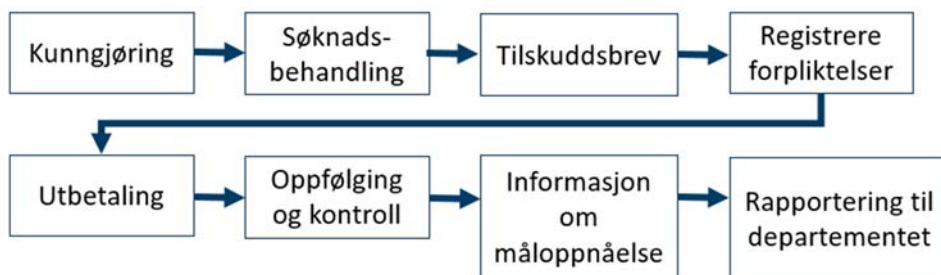 Kunngjøring
Søknads-
behandling
Tilskuddsbrev
Registrere
forpliktelser
Utbetaling
Oppfølging
og kontroll
Informasjon
om
måloppnåelse
Rapportering til
departementet